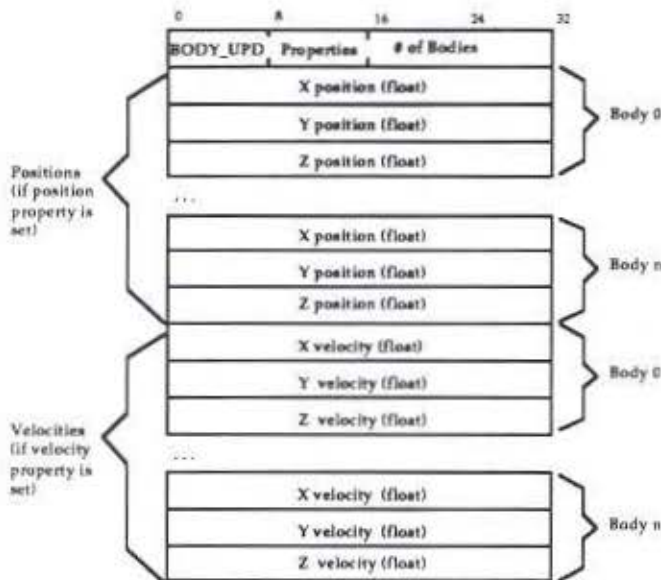 0 8 16 24 32
BODY_UPD Properties # of Bodies
X position (float)
Y position (float)
Z position (float)
Body 0
Positions
(if position
property is
set)
...
X position (float)
Y position (float)
Z position (float)
Body n
X velocity (float)
Y velocity (float)
Z velocity (float)
Body 0
Velocities
(if velocity
property is
set)
...
X velocity (float)
Y velocity (float)
Z velocity (float)
Body n